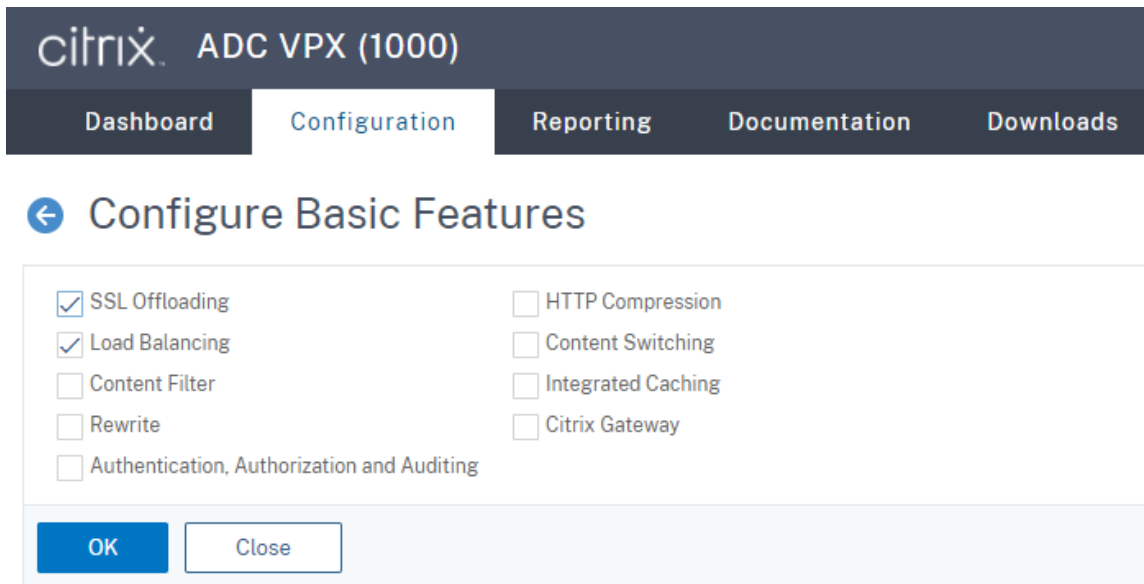 citrix. ADC VPX (1000)
Dashboard Configuration Reporting Documentation Downloads
Configure Basic Features
SSL Offloading HTTP Compression
Load Balancing Content Switching
Content Filter Integrated Caching
Rewrite Citrix Gateway
Authentication, Authorization and Auditing
OK Close